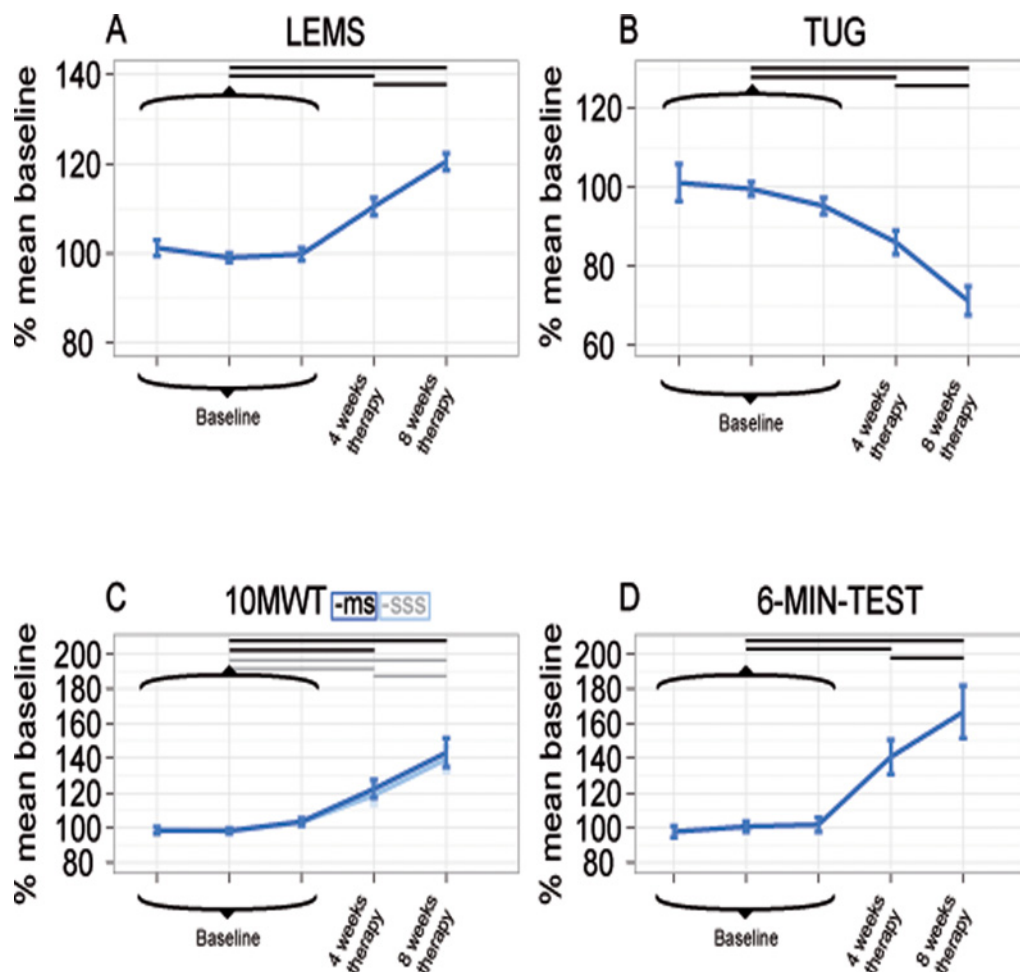 A
LEMS
% mean baseline
140
120
100
80
Baseline
4 weeks
therapy
8 weeks
therapy
B
TUG
% mean baseline
120
100
80
60
Baseline
4 weeks
therapy
8 weeks
therapy
C
10MWT -ms -sss
% mean baseline
200
180
160
140
120
100
80
Baseline
4 weeks
therapy
8 weeks
therapy
D
6-MIN-TEST
% mean baseline
200
180
160
140
120
100
80
Baseline
4 weeks
therapy
8 weeks
therapy